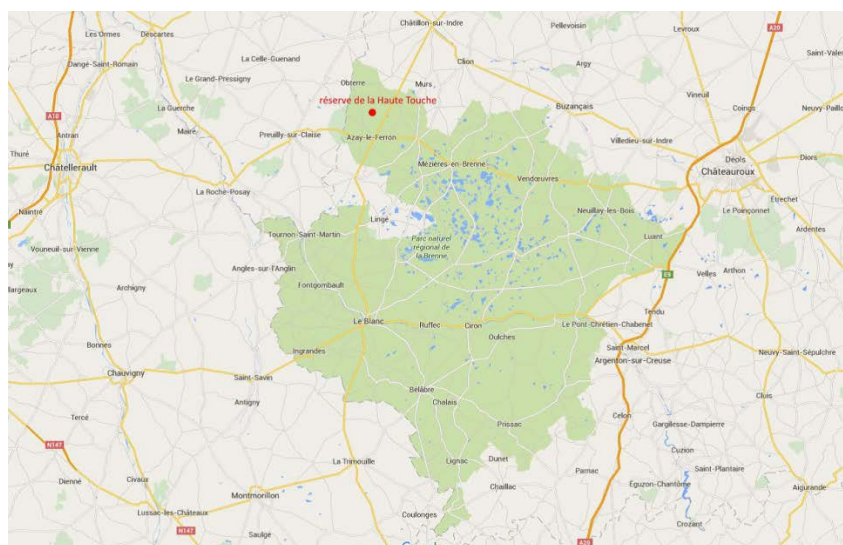 Châtillon-sur-Indre
Pellevoisin
Les Ormes
Descartes
A20
Levroux
Dangé-Saint-Romain
La Celle-Guenand
Clion
Argy
Saint-Vale
Le Grand-Pressigny
Obterre
Murs
Vineuil
Coings
La Guerche
réserve de la Haute Touche
Buzançais
Neuvy-Paill
A10
Antran
Mairé
Preuilly-sur-Claise
Azay-le-Ferron
Villedieu-sur-Indre
Thuré
Châtellerault
Mézières-en-Brenne
Déols
Diors
Châteauroux
La Roche-Posay
Vendœuvres
Etrechet
Naintré
Lingé
Neuillay-les-Bois
Le Poinçonnet
Ardentes
Tournon-Saint-Martin
Luant
Vouneuil-sur-Vienne
Parc naturel
régional de
la Brenne
Angles-sur-l'Anglin
Velles
Arthon
E9
largeaux
Archigny
Fontgombault
Tendu
Le Blanc
Ruffec
Ciron
Le Pont-Chrétien-Chabenet
Oulches
Bonnes
Ingrandes
Saint-Marcel
Argenton-sur-Creuse
Neuvy-Saint-Sépulchre
Chauvigny
Saint-Savin
Belâbre
Antigny
Chalais
Cluis
Tercé
Prissac
Celon
Gargilesse-Dampierre
N147
La Trimouille
Lignac
Dunet
Cuzion
Parnac
Saint-Plantaire
Dienné
Civaux
Chaillac
Éguzon-Chantôme
Aigurande
Montmorillon
Lussac-les-Châteaux
Coulonges
Crozant
N147
Saulgé
A20